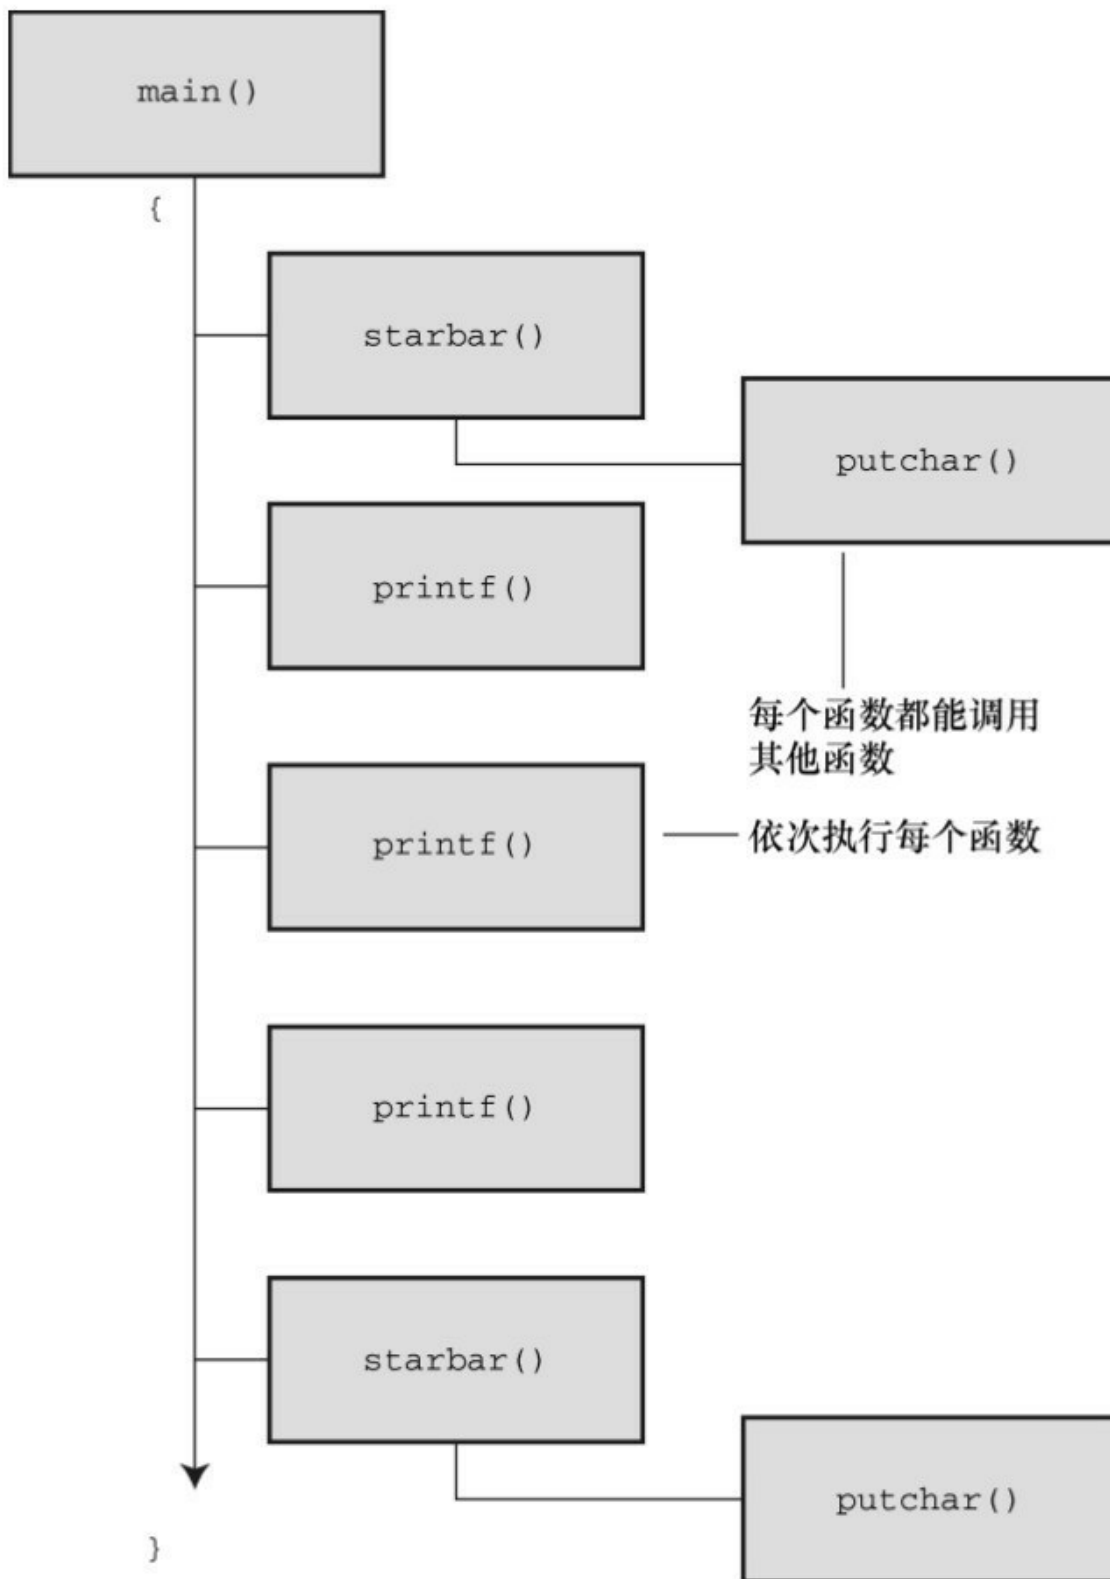 main()
{
starbar()
putchar()
printf()
每个函数都能调用
其他函数
printf()
依次执行每个函数
printf()
starbar()
putchar()
}